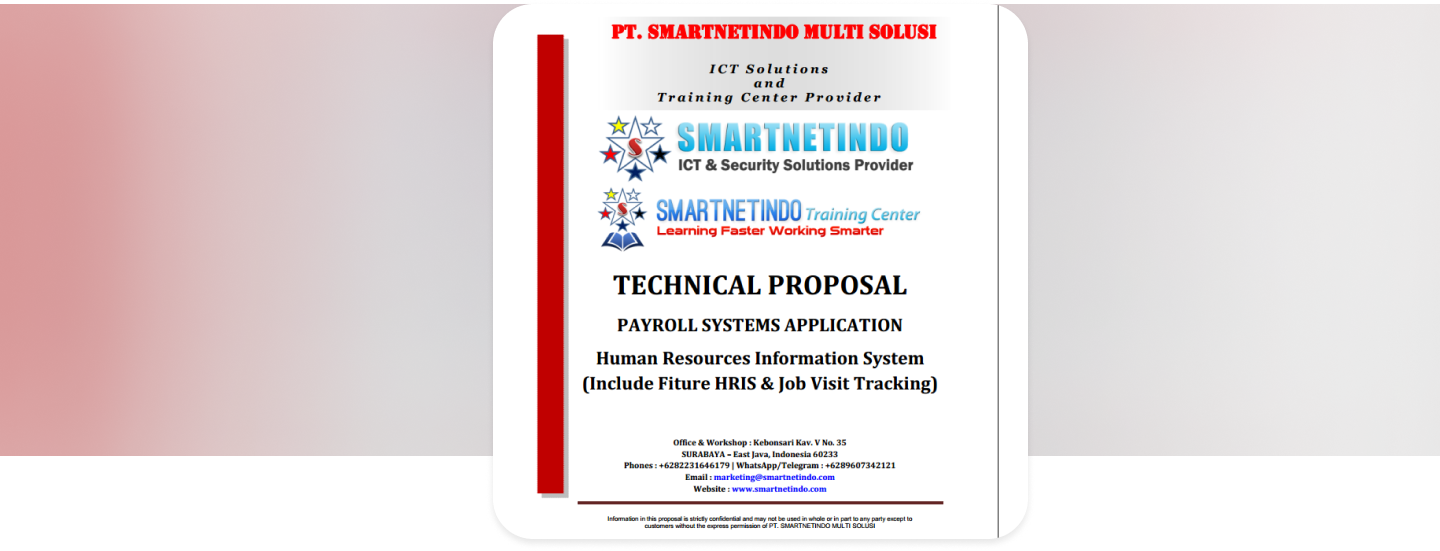 PT. SMARTNETINDO MULTI SOLUSI
ICT Solutions
and
Training Center Provider
SMARTNETINDO
ICT & Security Solutions Provider
SMARTNETINDO Training Center
Learning Faster Working Smarter
TECHNICAL PROPOSAL
PAYROLL SYSTEMS APPLICATION
Human Resources Information System
(Include Fiture HRIS & Job Visit Tracking)
Office & Workshop : Kebonsari Kav. V No. 35
SURABAYA – East Java, Indonesia 60233
Phones : +6282231646179 | WhatsApp/Telegram : +6289607342121
Email : marketing@smartnetindo.com
Website : www.smartnetindo.com
Information in this proposal is strictly confidential and may not be used in whole or in part to any party except to
customers without the express permission of PT. SMARTNETINDO MULTI SOLUSI